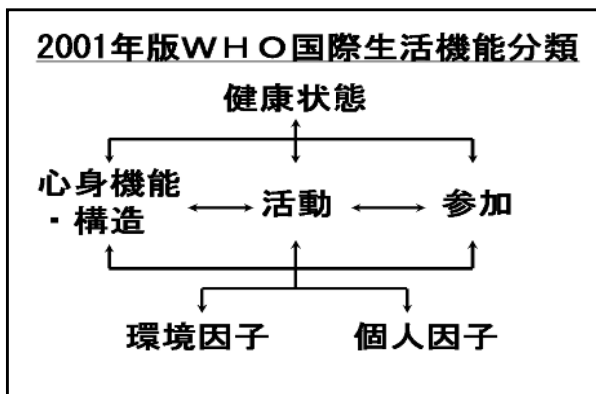 2001年版ＷＨＯ国際生活機能分類
健康状態
心身機能
・構造
活動
参加
環境因子
個人因子